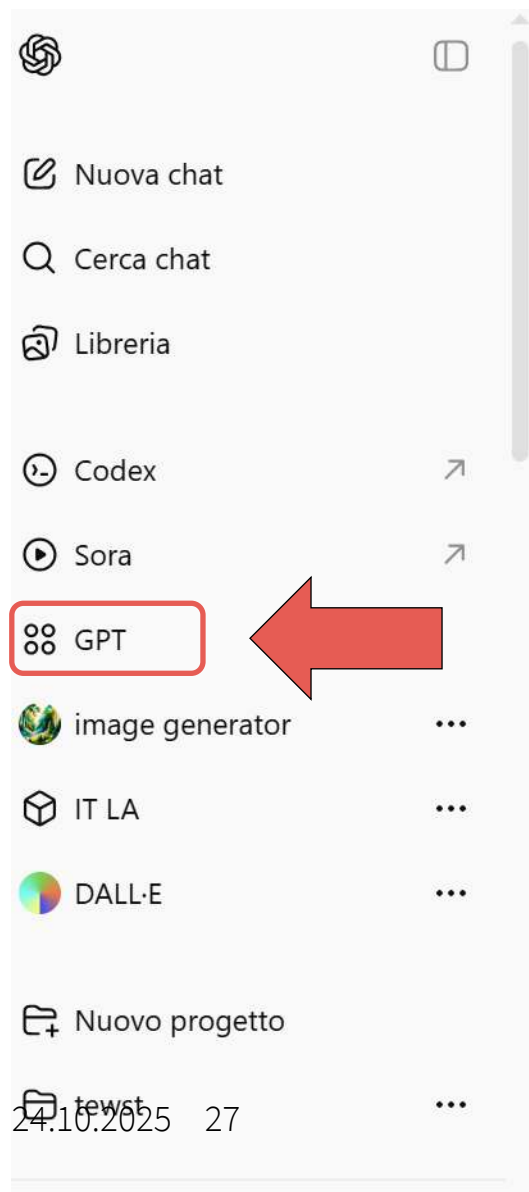 Nuova chat
Cerca chat
Libreria
Codex
Sora
GPT
image generator
IT LA
DALL·E
Nuovo progetto
tewst
24.10.2025 27